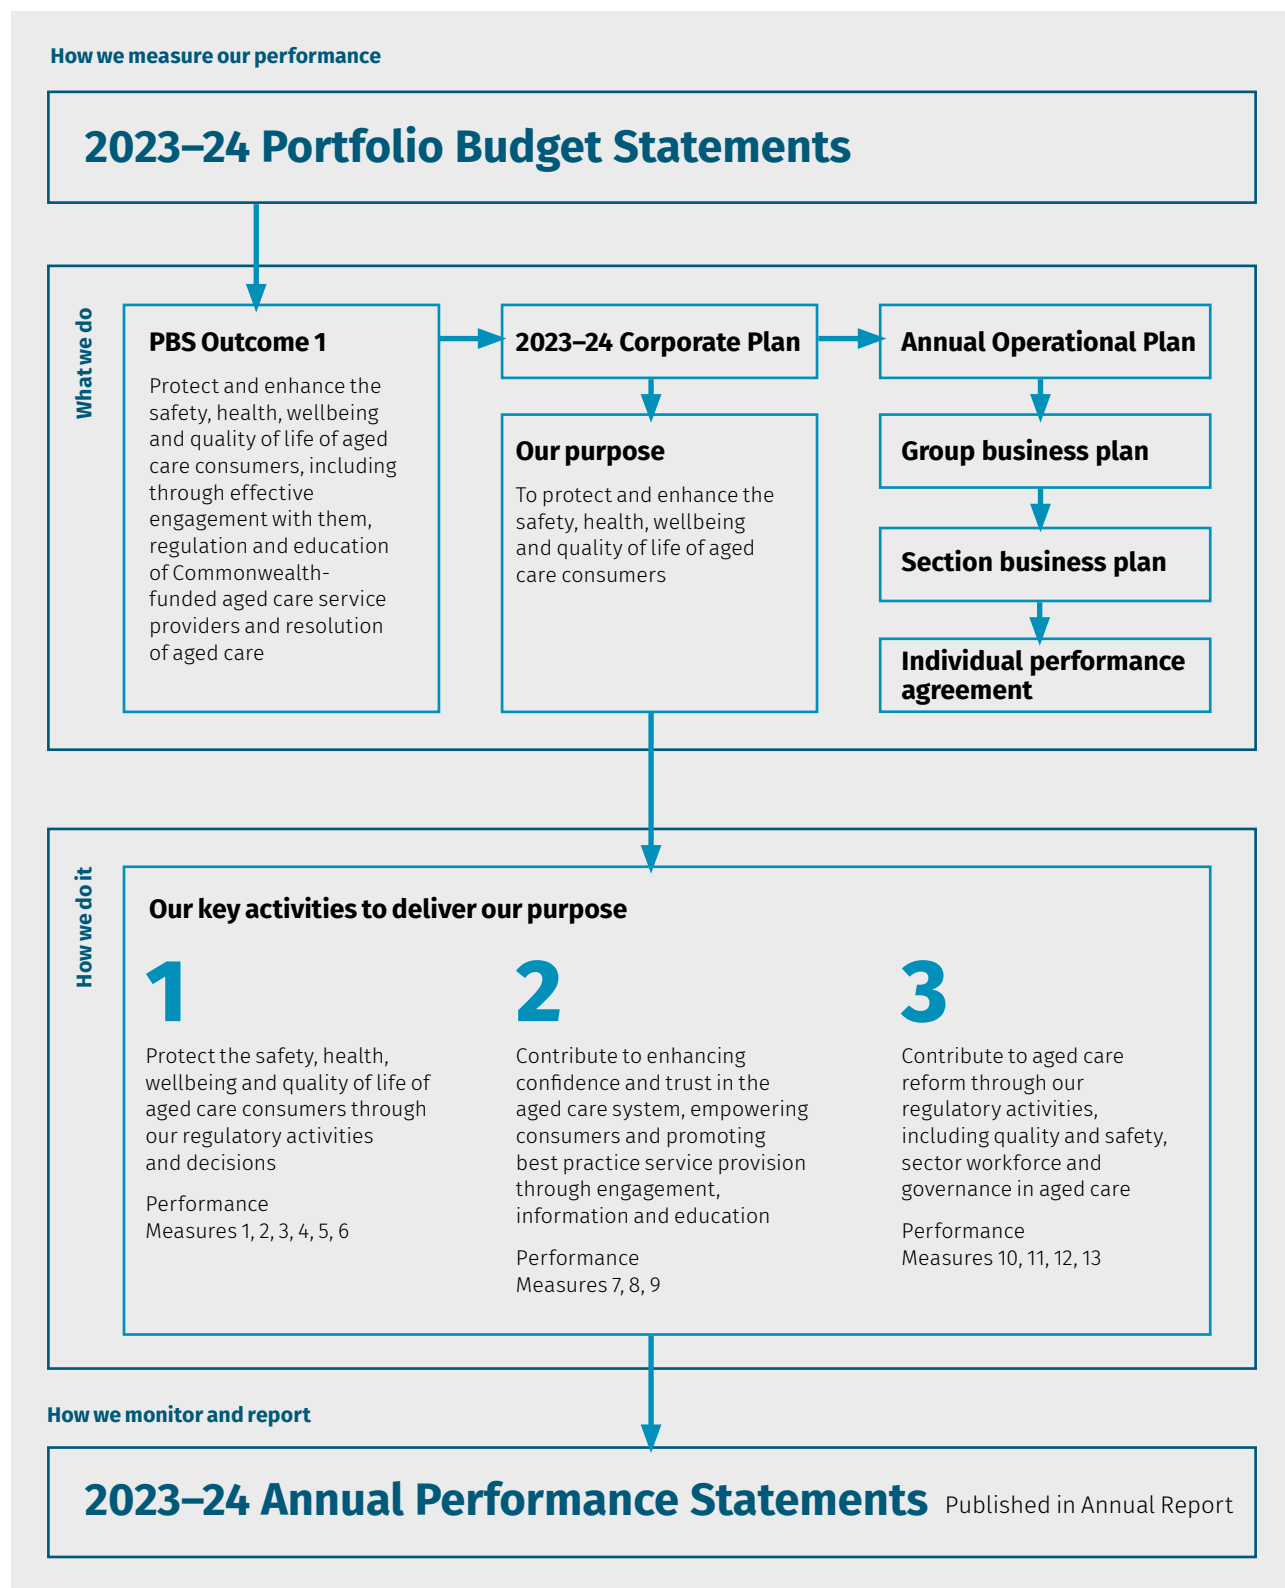 How we measure our performance
2023–24 Portfolio Budget Statements
What we do
PBS Outcome 1
Protect and enhance the
safety, health, wellbeing
and quality of life of aged
care consumers, including
through effective
engagement with them,
regulation and education
of Commonwealth-
funded aged care service
providers and resolution
of aged care
2023–24 Corporate Plan
Our purpose
To protect and enhance the
safety, health, wellbeing
and quality of life of aged
care consumers
Annual Operational Plan
Group business plan
Section business plan
Individual performance
agreement
How we do it
Our key activities to deliver our purpose
1
Protect the safety, health,
wellbeing and quality of life of
aged care consumers through
our regulatory activities
and decisions
Performance
Measures 1, 2, 3, 4, 5, 6
2
Contribute to enhancing
confidence and trust in the
aged care system, empowering
consumers and promoting
best practice service provision
through engagement,
information and education
Performance
Measures 7, 8, 9
3
Contribute to aged care
reform through our
regulatory activities,
including quality and safety,
sector workforce and
governance in aged care
Performance
Measures 10, 11, 12, 13
How we monitor and report
2023–24 Annual Performance Statements Published in Annual Report